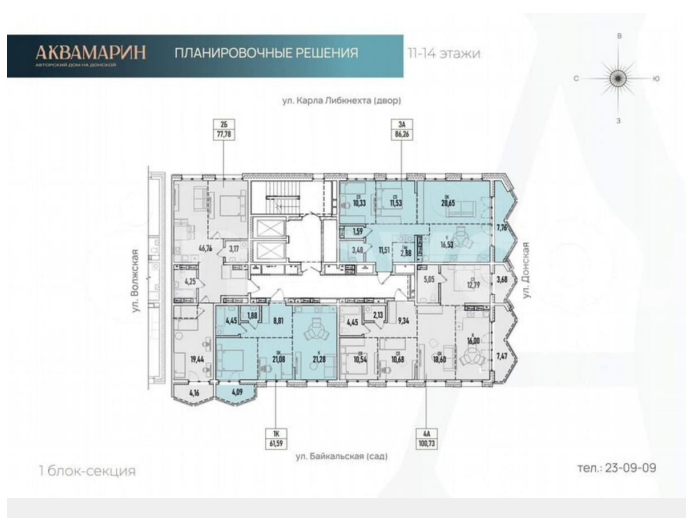 АКВАМАРИН
АВТОРСКИЙ ДОМ НА ДОНСКОЙ
ПЛАНИРОВОЧНЫЕ РЕШЕНИЯ
11-14 этажи
В
С
Ю
З
ул. Карла Либкнехта (двор)
2Б
77,78
3А
86,26
10,33
11,53
20,65
7,76
1,59
16,53
46,76
3,17
3,48
11,51
2,88
ул. Волжская
ул. Донская
4,25
5,05
12,79
3,68
4,45
1,88
8,81
4,45
2,13
9,34
19,44
21,08
21,28
10,54
10,68
18,60
16,00
7,47
4,16
4,09
1К
61,59
4А
100,73
ул. Байкальская (сад)
1 блок-секция
тел.: 23-09-09